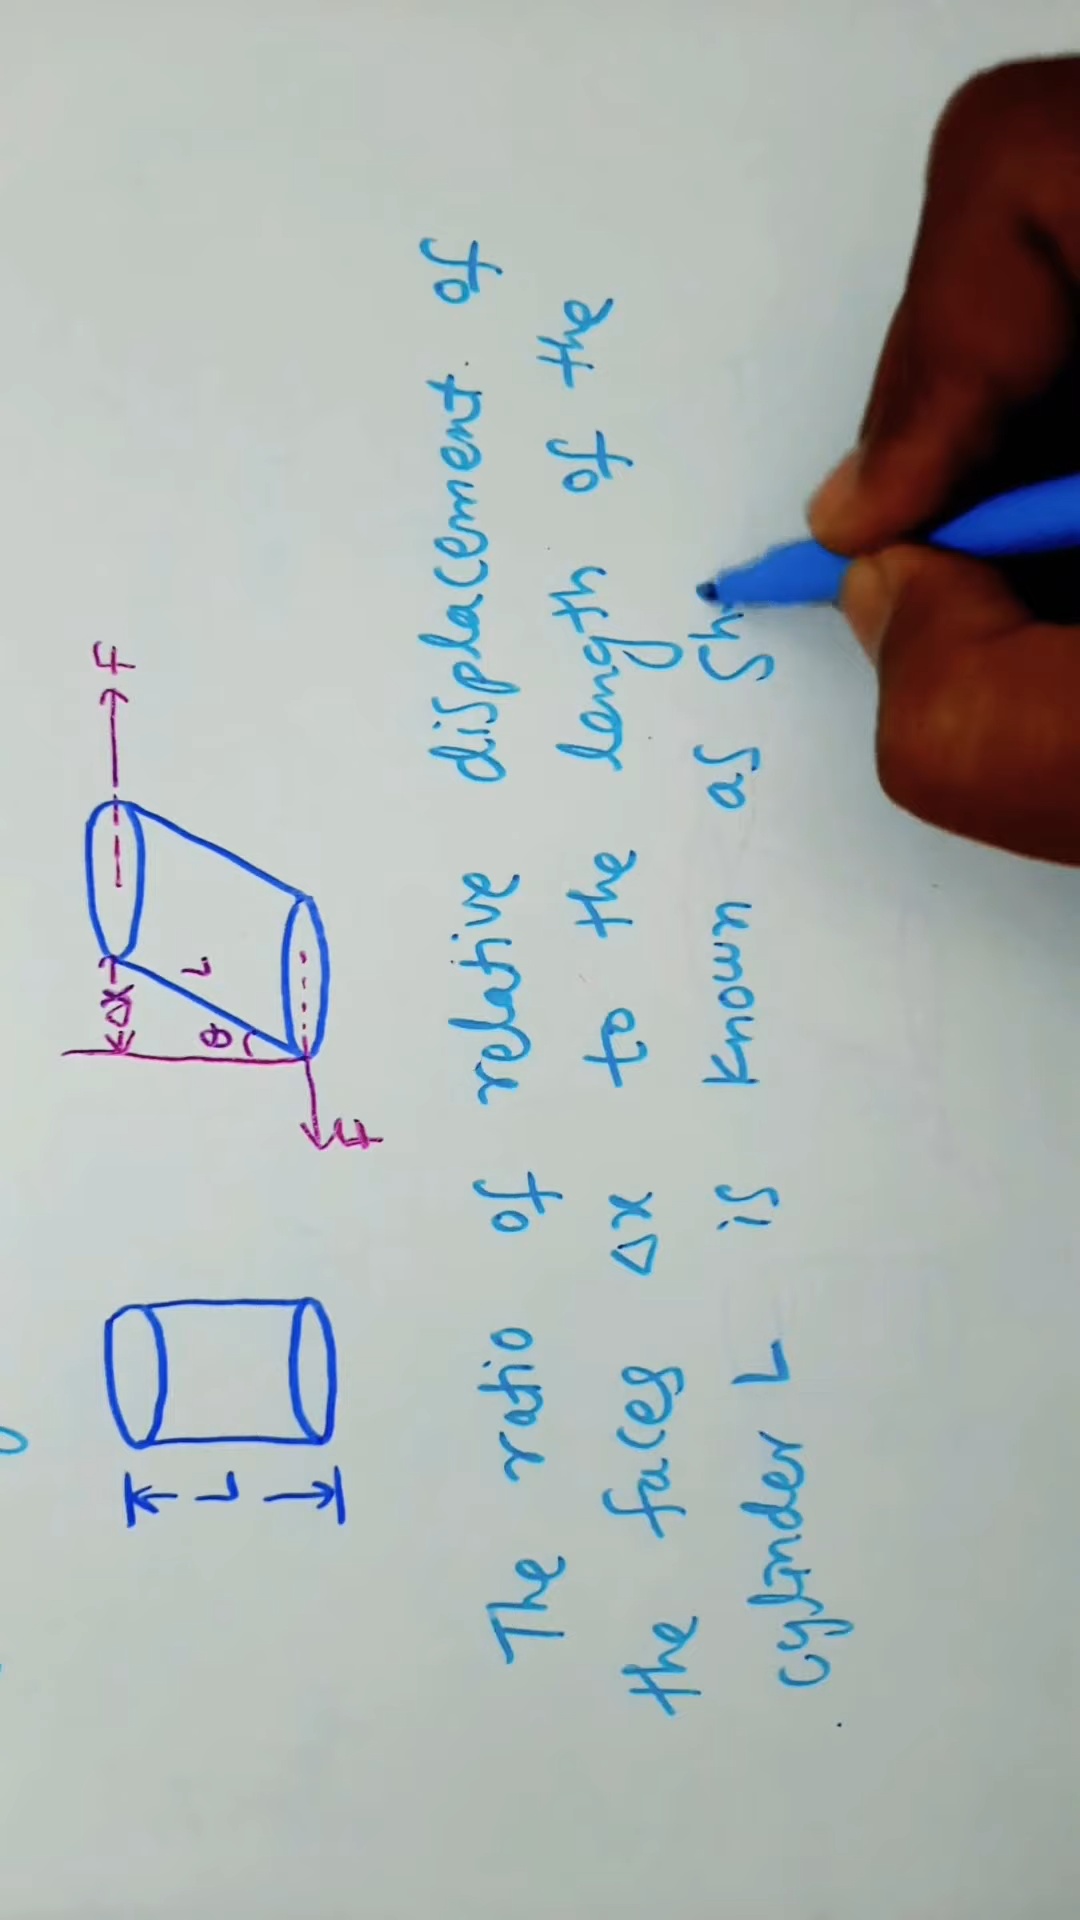 F
Δx
L
θ
F
L
The ratio of relative displacement of
the faces Δx to the length of the
cylinder L is known as Sh